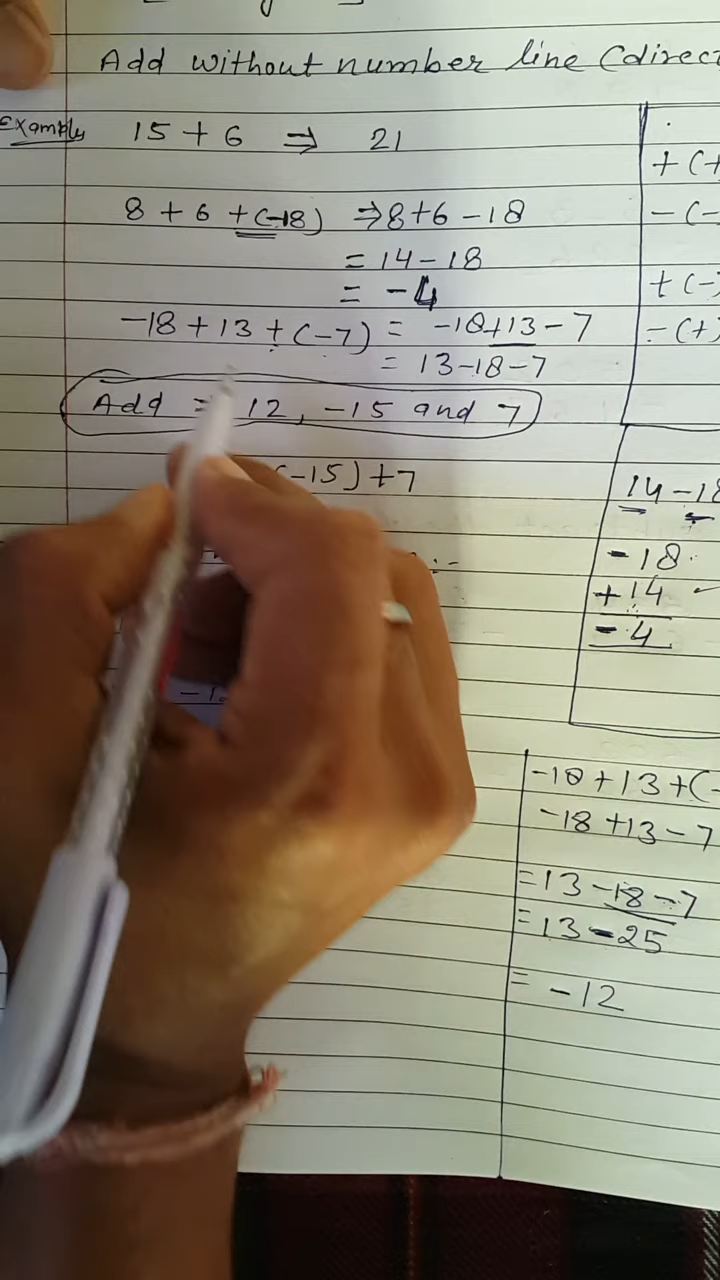 Add without number line (direc
Example 15 + 6 ⇒ 21
8 + 6 + (-18) ⇒ 8+6 - 18
= 14 - 18
= - 4
-18 + 13 + (-7) = -18+13 - 7
= 13-18-7
Add = 12, -15 and 7
(-15) + 7
+ (+
- (-
+ (-)
- (+)
14 - 18
- 18
+ 14
- 4
-18 + 13 + (-
-18 + 13 - 7
= 13 - 18 - 7
= 13 - 25
= - 12